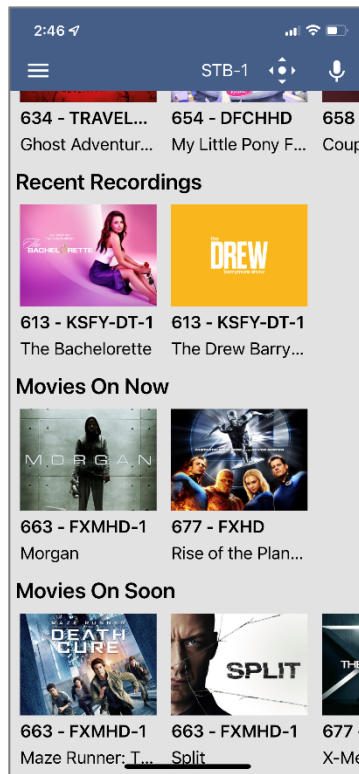 2:46
STB-1
634 - TRAVEL... 654 - DFCHHD 658
Ghost Adventur... My Little Pony F... Coup
Recent Recordings
The
BACHELORETTE
the
DREW
barrymore show
613 - KSFY-DT-1 613 - KSFY-DT-1
The Bachelorette The Drew Barry...
Movies On Now
MORGAN
663 - FXMHD-1 677 - FXHD
Morgan Rise of the Plan...
Movies On Soon
MAZE RUNNER
DEATH
CURE
SPLIT
THE
663 - FXMHD-1 663 - FXMHD-1 677 -
Maze Runner: T... Split X-Me